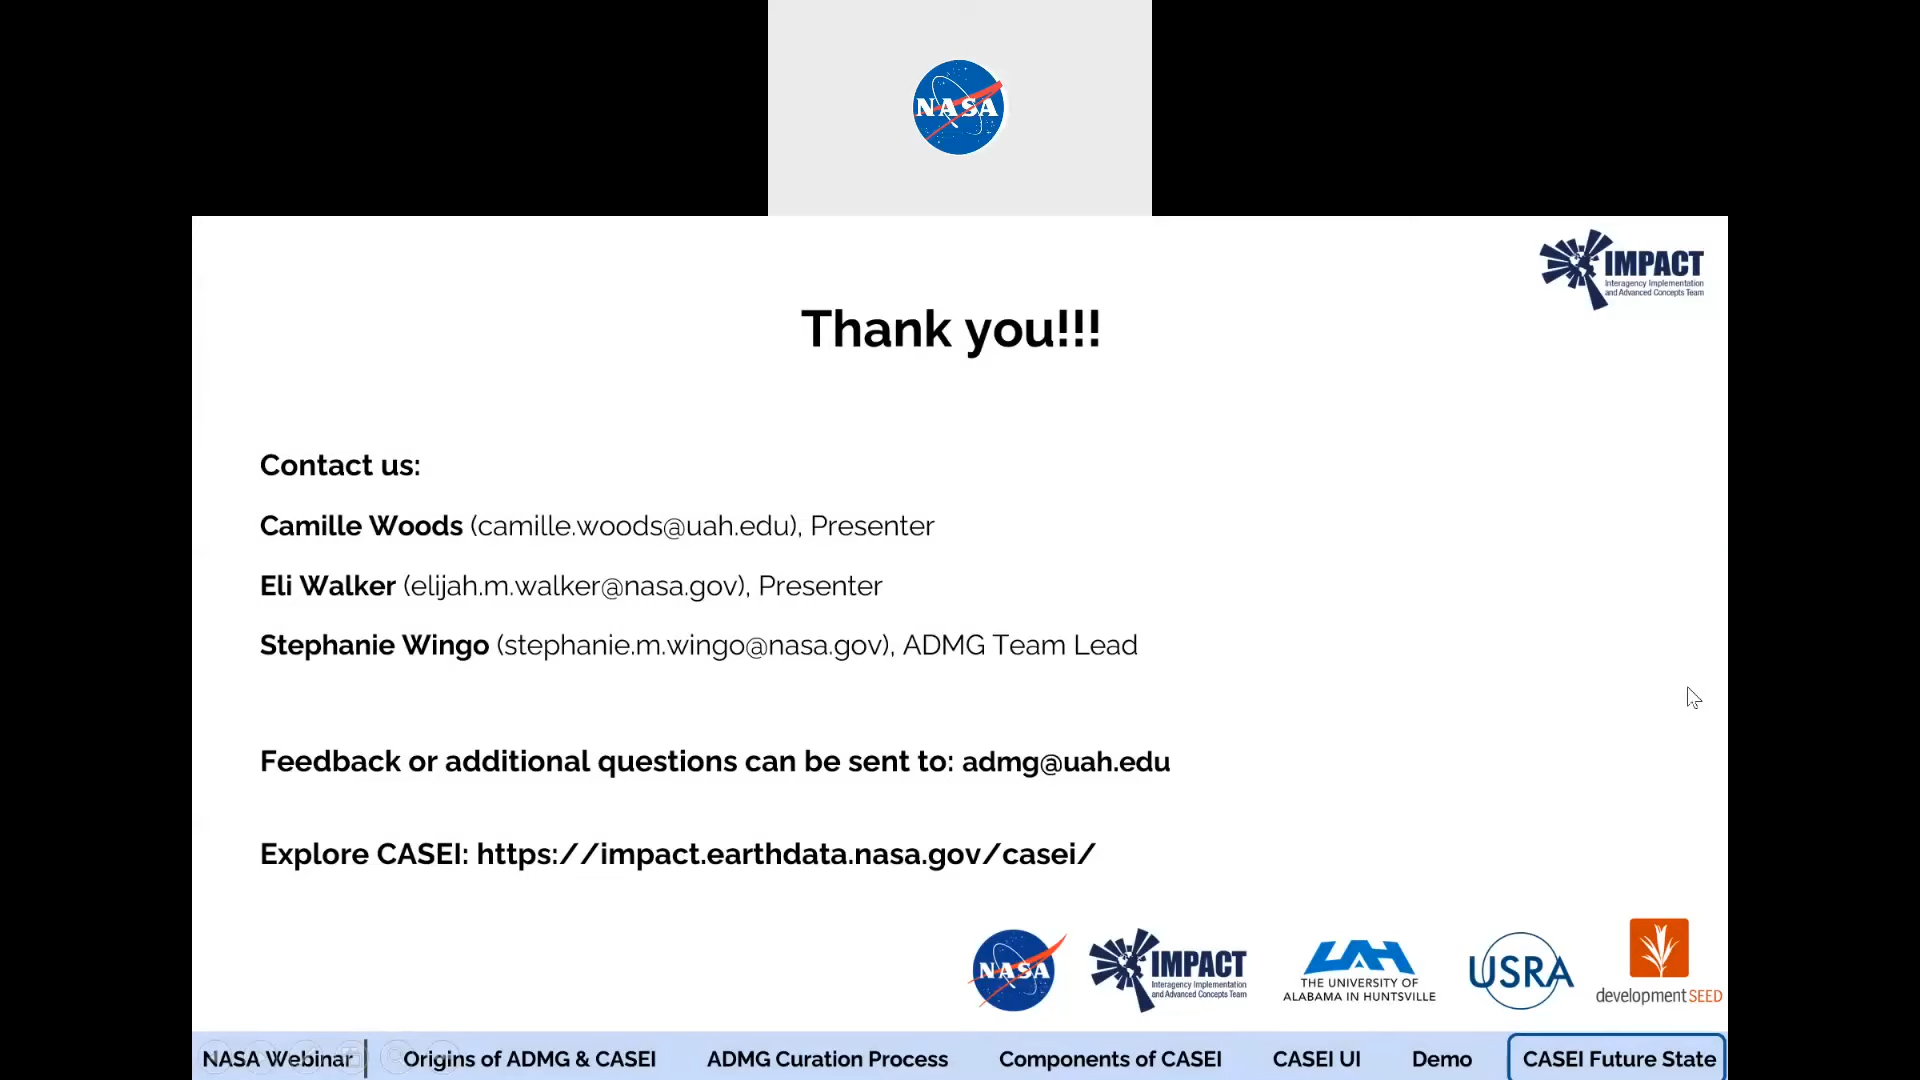 NASA
IMPACT
Interagency Implementation
and Advanced Concepts Team
Thank you!!!
Contact us:
Camille Woods (camille.woods@uah.edu), Presenter
Eli Walker (elijah.m.walker@nasa.gov), Presenter
Stephanie Wingo (stephanie.m.wingo@nasa.gov), ADMG Team Lead
Feedback or additional questions can be sent to: admg@uah.edu
Explore CASEI: https://impact.earthdata.nasa.gov/casei/
NASA
IMPACT
Interagency Implementation
and Advanced Concepts Team
UAH
THE UNIVERSITY OF
ALABAMA IN HUNTSVILLE
USRA
developmentSEED
NASA Webinar Origins of ADMG & CASEI ADMG Curation Process Components of CASEI CASEI UI Demo CASEI Future State